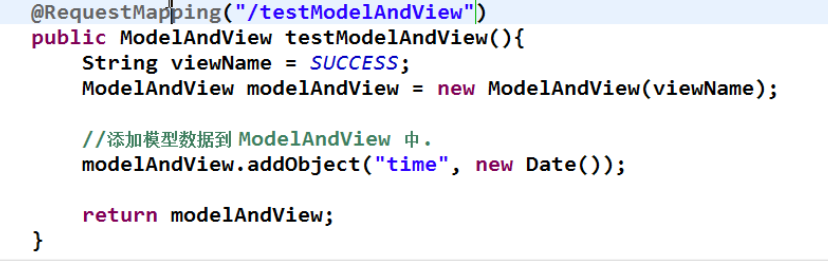 @RequestMapping("/testModelAndView")
public ModelAndView testModelAndView(){
    String viewName = SUCCESS;
    ModelAndView modelAndView = new ModelAndView(viewName);
    //添加模型数据到 ModelAndView 中.
    modelAndView.addObject("time", new Date());
    return modelAndView;
}